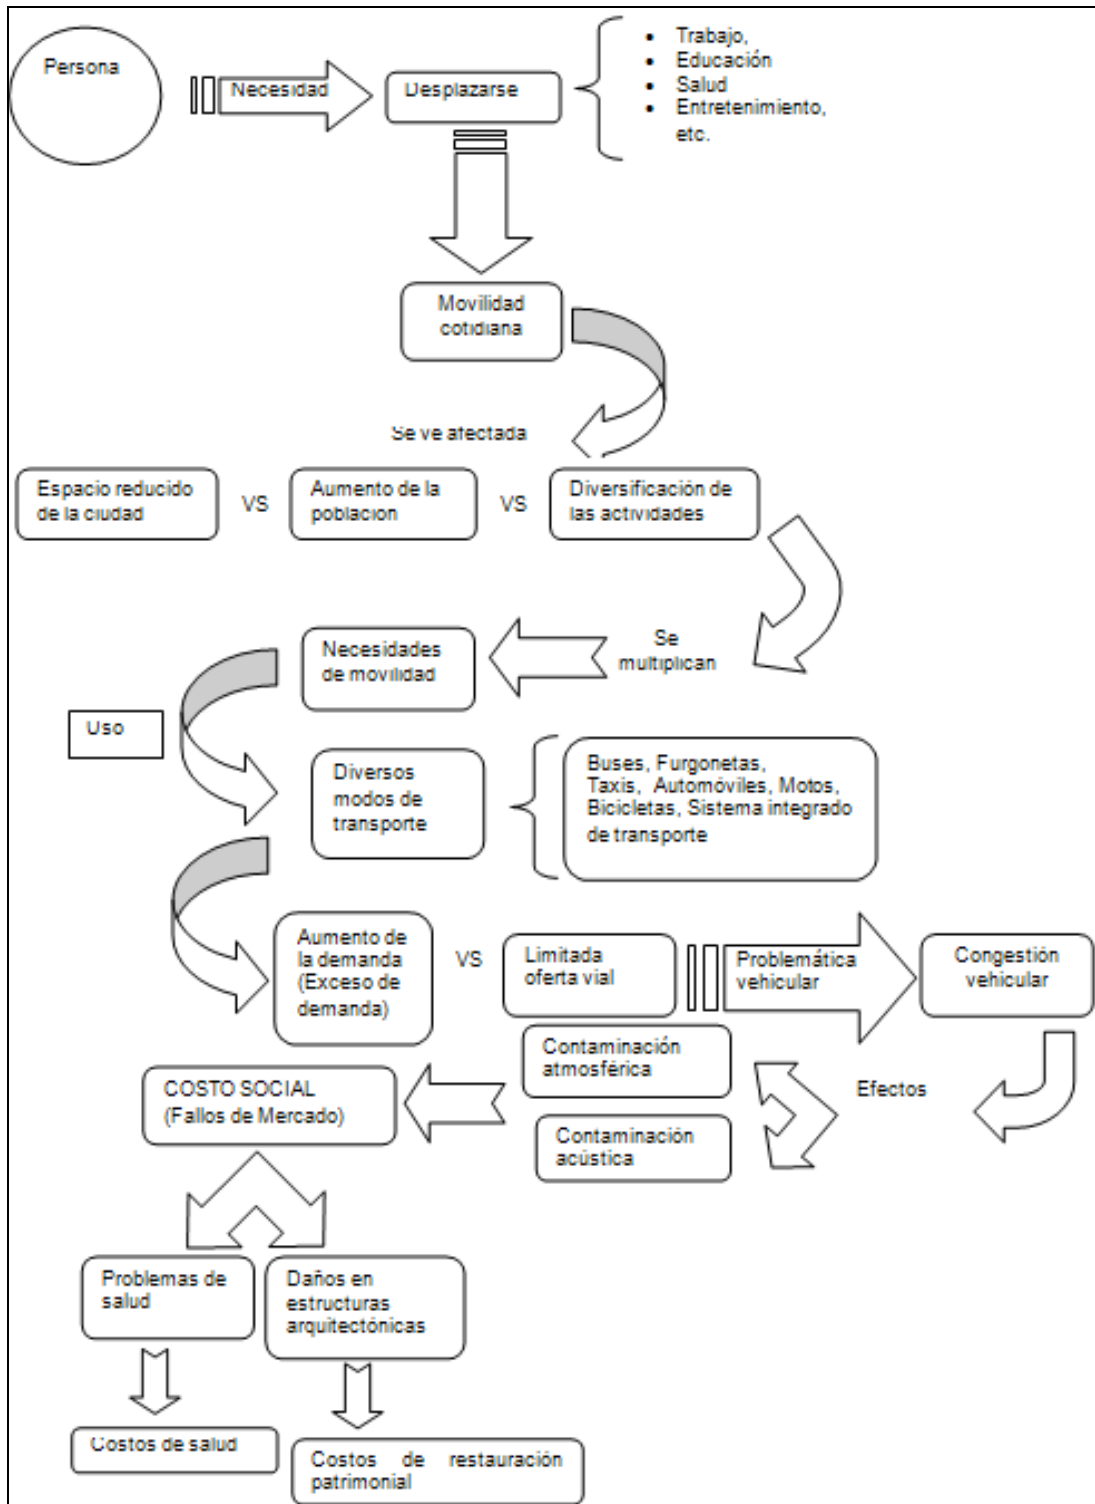 Persona
Necesidad
Desplazarse
• Trabajo,
• Educación
• Salud
• Entretenimiento,
etc.
Movilidad
cotidiana
Se ve afectada
Espacio reducido
de la ciudad
VS
Aumento de la
población
VS
Diversificación de
las actividades
Se
multiplican
Necesidades
de movilidad
Uso
Diversos
modos de
transporte
Buses, Furgonetas,
Taxis, Automóviles, Motos,
Bicicletas, Sistema integrado
de transporte
Aumento de
la demanda
(Exceso de
demanda)
VS
Limitada
oferta vial
Problemática
vehicular
Congestión
vehicular
Efectos
Contaminación
atmosférica
Contaminación
acústica
COSTO SOCIAL
(Fallos de Mercado)
Problemas de
salud
Daños en
estructuras
arquitectónicas
Costos de salud
Costos de restauración
patrimonial